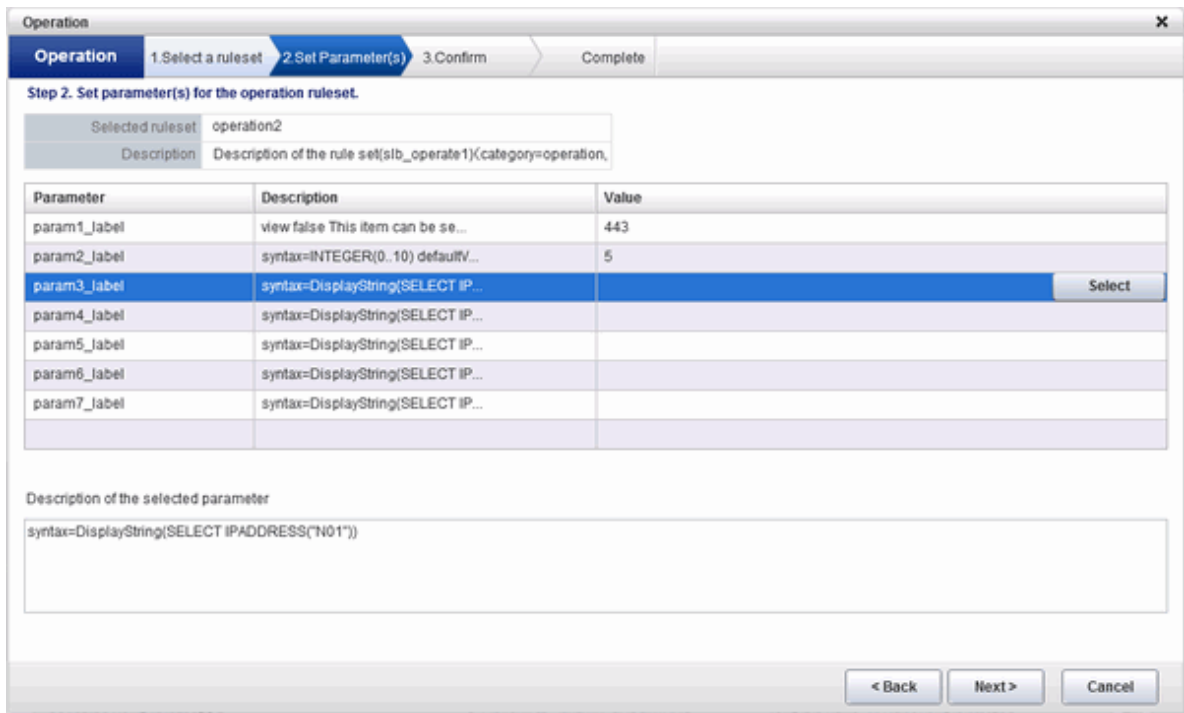 Operation
Operation 1.Select a ruleset 2.Set Parameter(s) 3.Confirm Complete
Step 2. Set parameter(s) for the operation ruleset.
Selected ruleset operation2
Description Description of the rule set(slb_operate1)(category=operation,
Parameter Description Value
param1_label view false This item can be se... 443
param2_label syntax=INTEGER(0..10) defaultV... 5
param3_label syntax=DisplayString(SELECT IP... Select
param4_label syntax=DisplayString(SELECT IP...
param5_label syntax=DisplayString(SELECT IP...
param6_label syntax=DisplayString(SELECT IP...
param7_label syntax=DisplayString(SELECT IP...
Description of the selected parameter
syntax=DisplayString(SELECT IPADDRESS("N01"))
< Back Next > Cancel